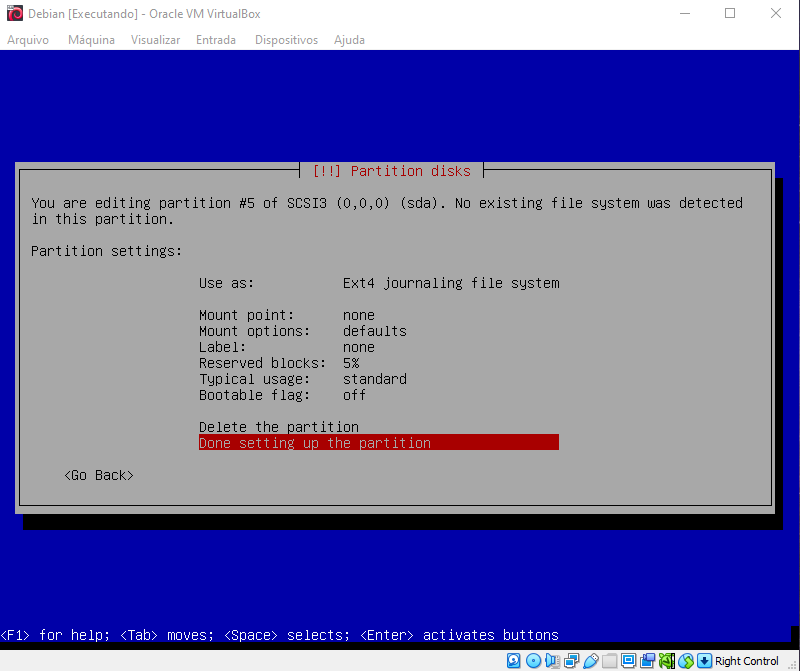 Debian [Executando] - Oracle VM VirtualBox
Arquivo Máquina Visualizar Entrada Dispositivos Ajuda
[!!] Partition disks
You are editing partition #5 of SCSI3 (0,0,0) (sda). No existing file system was detected
in this partition.
Partition settings:
Use as: Ext4 journaling file system
Mount point: none
Mount options: defaults
Label: none
Reserved blocks: 5%
Typical usage: standard
Bootable flag: off
Delete the partition
Done setting up the partition
<Go Back>
<F1> for help; <Tab> moves; <Space> selects; <Enter> activates buttons
Right Control